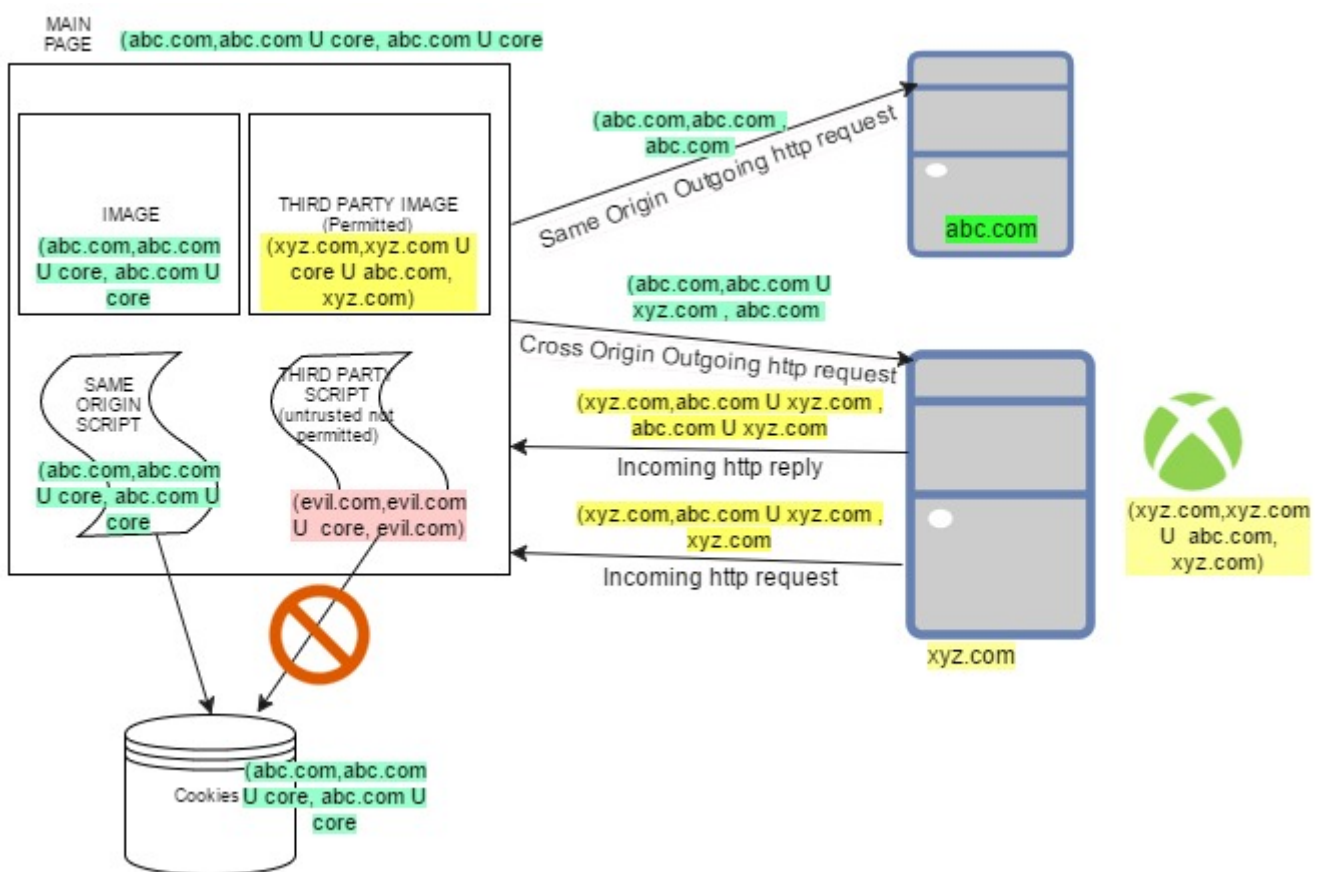 MAIN
PAGE
(abc.com,abc.com U core, abc.com U core
IMAGE
(abc.com,abc.com
U core, abc.com U
core
THIRD PARTY IMAGE
(Permitted)
(xyz.com,xyz.com U
core U abc.com,
xyz.com)
(abc.com,abc.com ,
abc.com
Same Origin Outgoing http request
abc.com
(abc.com,abc.com U
xyz.com , abc.com
Cross Origin Outgoing http request
SAME
ORIGIN
SCRIPT
(abc.com,abc.com
U core, abc.com U
core
THIRD PARTY
SCRIPT
(untrusted not
permitted)
(evil.com,evil.com
U core, evil.com)
(xyz.com,abc.com U xyz.com ,
abc.com U xyz.com
Incoming http reply
(xyz.com,abc.com U xyz.com ,
xyz.com
Incoming http request
(xyz.com,xyz.com
U abc.com,
xyz.com)
xyz.com
Cookies
(abc.com,abc.com
U core, abc.com U
core